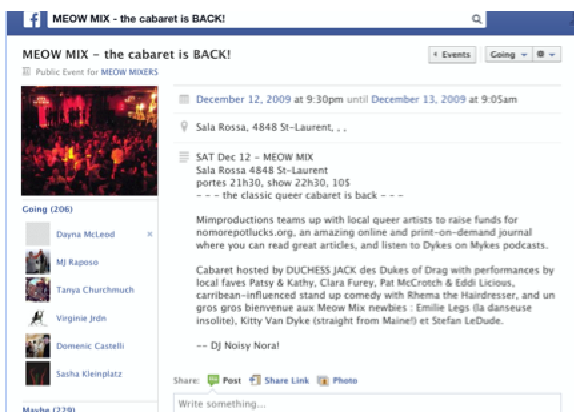 MEOW MIX - the cabaret is BACK!
MEOW MIX – the cabaret is BACK!
Public Event for MEOW MIXERS
Events
Going
December 12, 2009 at 9:30pm until December 13, 2009 at 9:05am
Sala Rossa, 4848 St-Laurent, , ,
SAT Dec 12 – MEOW MIX
Sala Rossa 4848 St-Laurent
portes 21h30, show 22h30, 10$
– – – the classic queer cabaret is back – – –
Mimproductions teams up with local queer artists to raise funds for
nomorepotlucks.org, an amazing online and print-on-demand journal
where you can read great articles, and listen to Dykes on Mykes podcasts.
Cabaret hosted by DUCHESS JACK des Dukes of Drag with performances by
local faves Patsy & Kathy, Clara Furey, Pat McCrotch & Eddi Licious,
carribean-influenced stand up comedy with Rhema the Hairdresser, and un
gros gros bienvenue aux Meow Mix newbies : Emilie Legs (la danseuse
insolite), Kitty Van Dyke (straight from Maine!) et Stefan LeDude.
-- DJ Noisy Nora!
Going (206)
Dayna McLeod
MJ Raposo
Tanya Churchmuch
Virginie Jrdn
Domenic Castelli
Sasha Kleinplatz
Maybe (229)
Share: Post Share Link Photo
Write something...